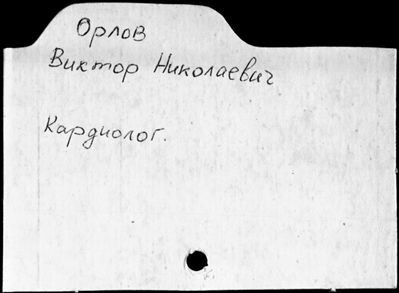 Орлов
Виктор Николаевич
Кардиолог.